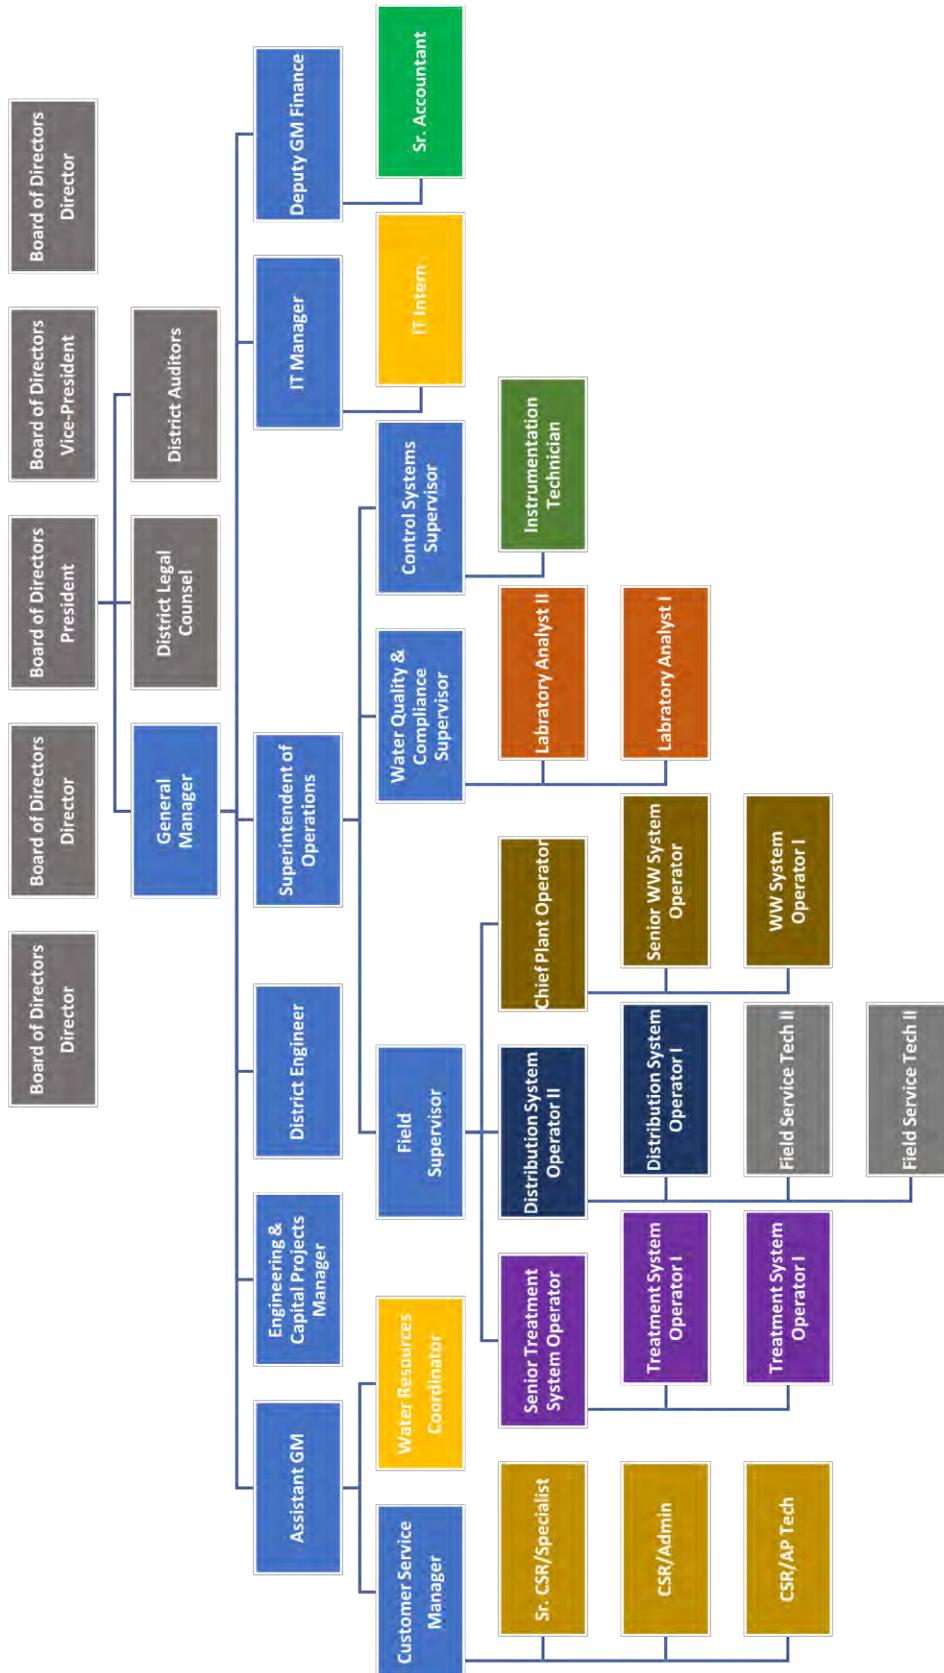 Board of Directors
Director
Board of Directors
Director
Board of Directors
President
Board of Directors
Vice-President
Board of Directors
Director
General
Manager
District Legal
Counsel
District Auditors
Assistant GM
Engineering &
Capital Projects
Manager
District Engineer
Superintendent of
Operations
IT Manager
Deputy GM Finance
Customer Service
Manager
Water Resources
Coordinator
Field
Supervisor
Water Quality &
Compliance
Supervisor
Control Systems
Supervisor
IT Intern
Sr. Accountant
Sr. CSR/Specialist
Senior Treatment
System Operator
Distribution System
Operator II
Chief Plant Operator
Labratory Analyst II
Instrumentation
Technician
CSR/Admin
Treatment System
Operator I
Distribution System
Operator I
Senior WW System
Operator
Labratory Analyst I
CSR/AP Tech
Treatment System
Operator I
Field Service Tech II
WW System
Operator I
Field Service Tech II